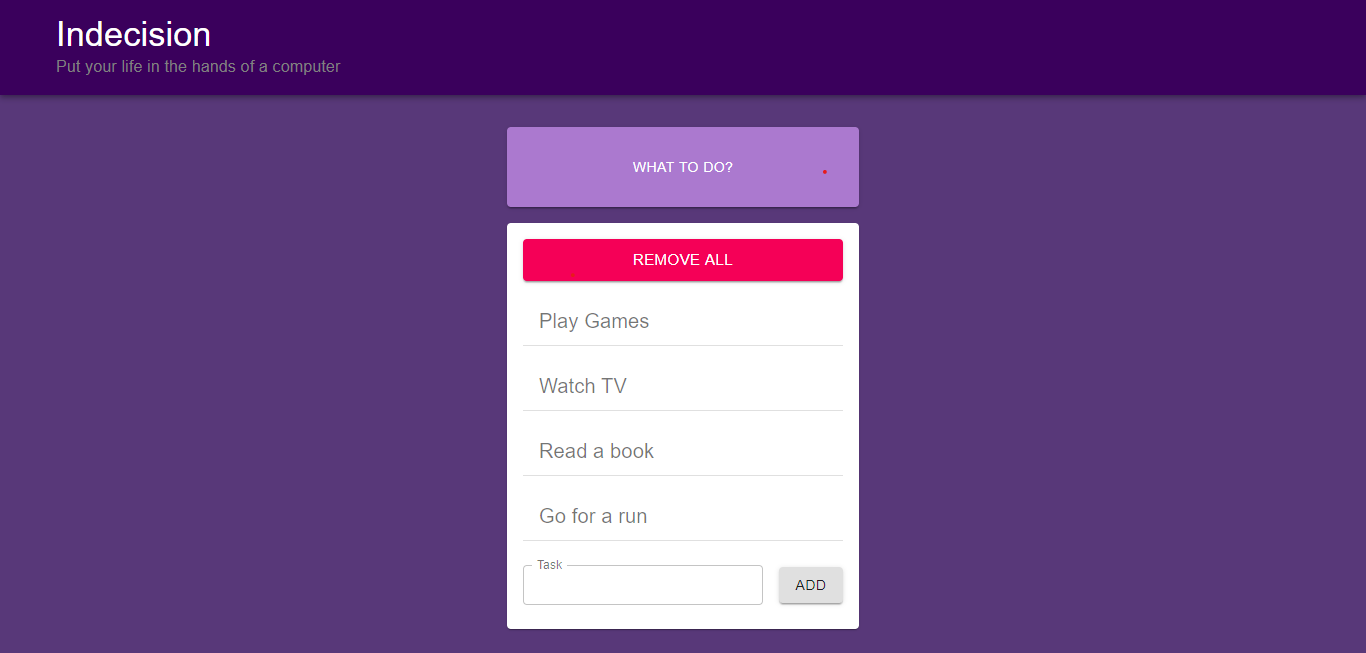 Indecision
Put your life in the hands of a computer
WHAT TO DO?
REMOVE ALL
Play Games
Watch TV
Read a book
Go for a run
Task
ADD